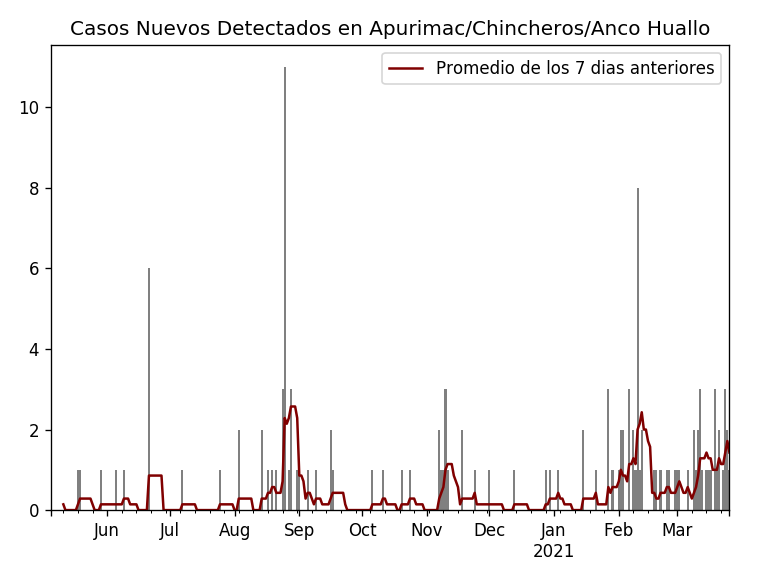 Casos Nuevos Detectados en Apurimac/Chincheros/Anco Huallo
Promedio de los 7 dias anteriores
10
8
6
4
2
0
Jun Jul Aug Sep Oct Nov Dec Jan Feb Mar
2021